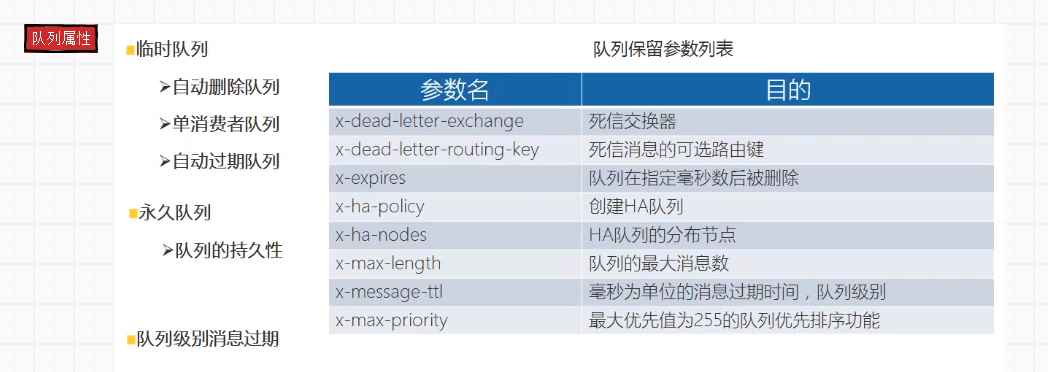 队列属性
临时队列
自动删除队列
单消费者队列
自动过期队列
永久队列
队列的持久性
队列级别消息过期
队列保留参数列表
参数名 目的
x-dead-letter-exchange 死信交换器
x-dead-letter-routing-key 死信消息的可选路由键
x-expires 队列在指定毫秒数后被删除
x-ha-policy 创建HA队列
x-ha-nodes HA队列的分布节点
x-max-length 队列的最大消息数
x-message-ttl 毫秒为单位的消息过期时间，队列级别
x-max-priority 最大优先值为255的队列优先排序功能